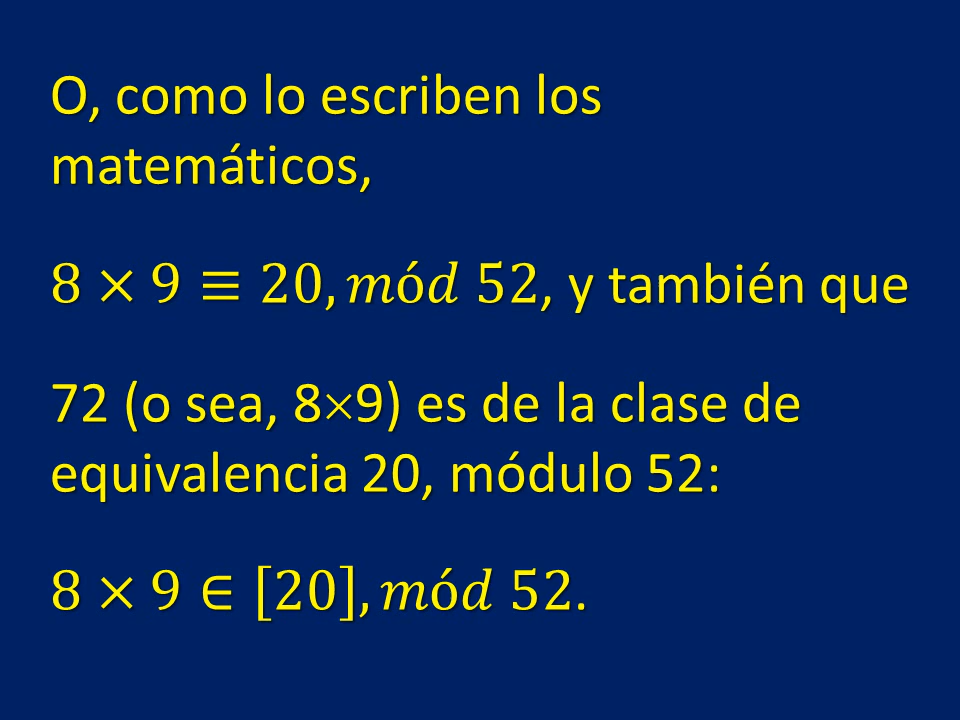 O, como lo escriben los
matemáticos,
8 × 9 ≡ 20, mód 52, y también que
72 (o sea, 8×9) es de la clase de
equivalencia 20, módulo 52:
8 × 9 ∈ [20], mód 52.